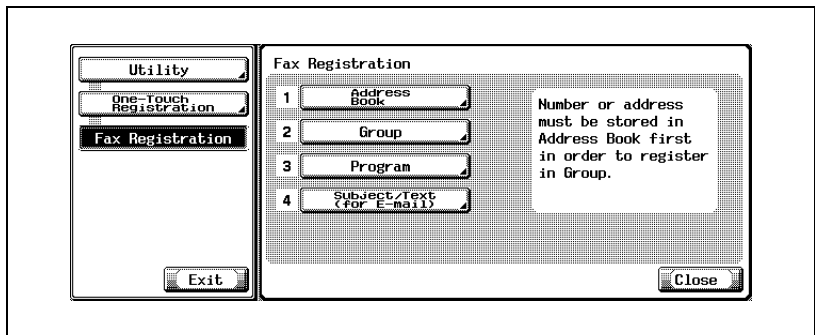 Utility
One-Touch
Registration
Fax Registration
Exit
Fax Registration
1 Address
Book
2 Group
3 Program
4 Subject/Text
(for E-mail)
Number or address
must be stored in
Address Book first
in order to register
in Group.
Close